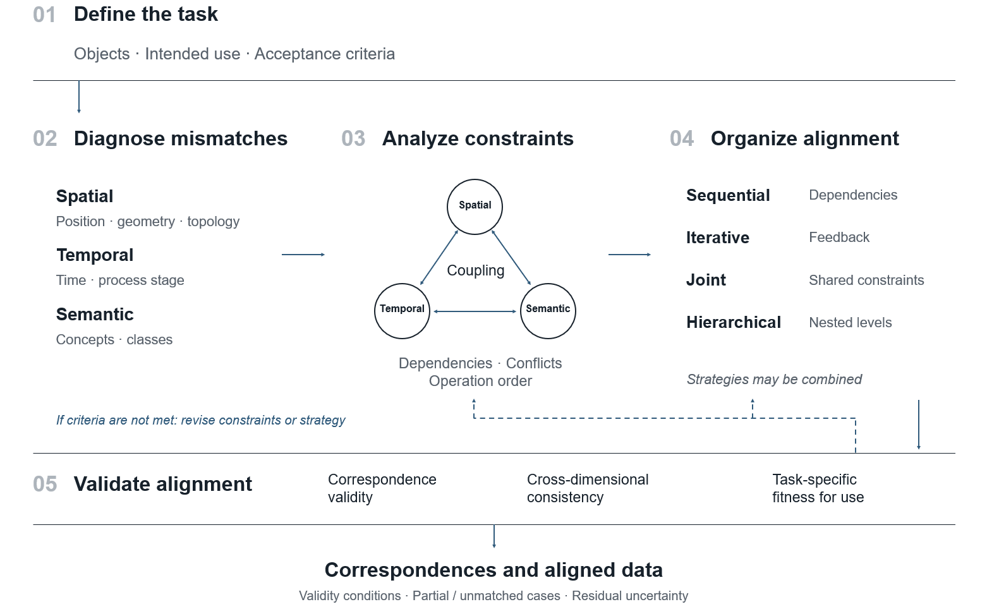 01 Define the task
Objects · Intended use · Acceptance criteria
02 Diagnose mismatches
Spatial
Position · geometry · topology
Temporal
Time · process stage
Semantic
Concepts · classes
03 Analyze constraints
Spatial
Coupling
Temporal
Semantic
Dependencies · Conflicts
Operation order
04 Organize alignment
Sequential Dependencies
Iterative Feedback
Joint Shared constraints
Hierarchical Nested levels
Strategies may be combined
If criteria are not met: revise constraints or strategy
05 Validate alignment
Correspondence
validity
Cross-dimensional
consistency
Task-specific
fitness for use
Correspondences and aligned data
Validity conditions · Partial / unmatched cases · Residual uncertainty